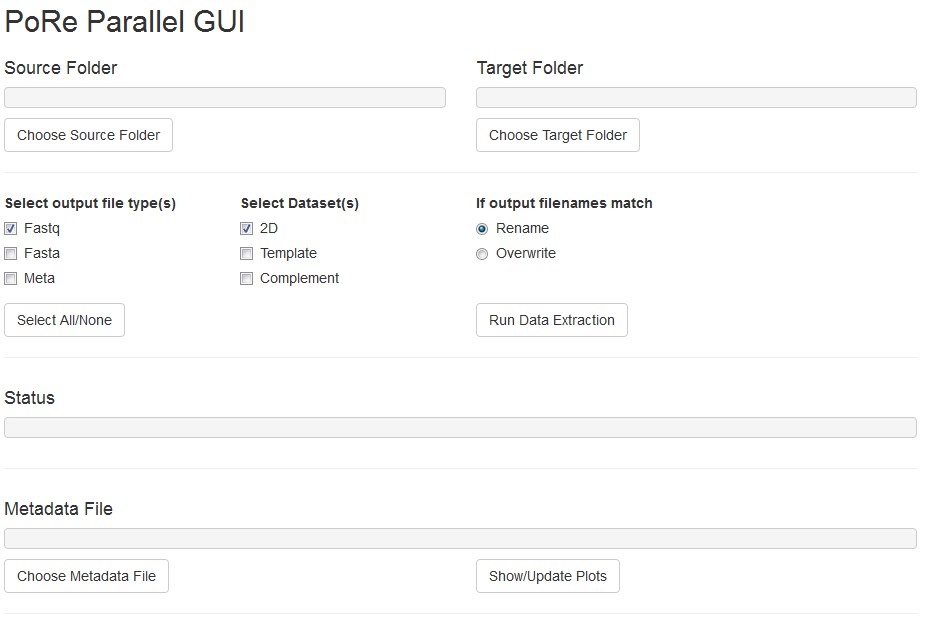 PoRe Parallel GUI
Source Folder
Target Folder
Choose Source Folder
Choose Target Folder
Select output file type(s)
Fastq
Fasta
Meta
Select All/None
Select Dataset(s)
2D
Template
Complement
If output filenames match
Rename
Overwrite
Run Data Extraction
Status
Metadata File
Choose Metadata File
Show/Update Plots